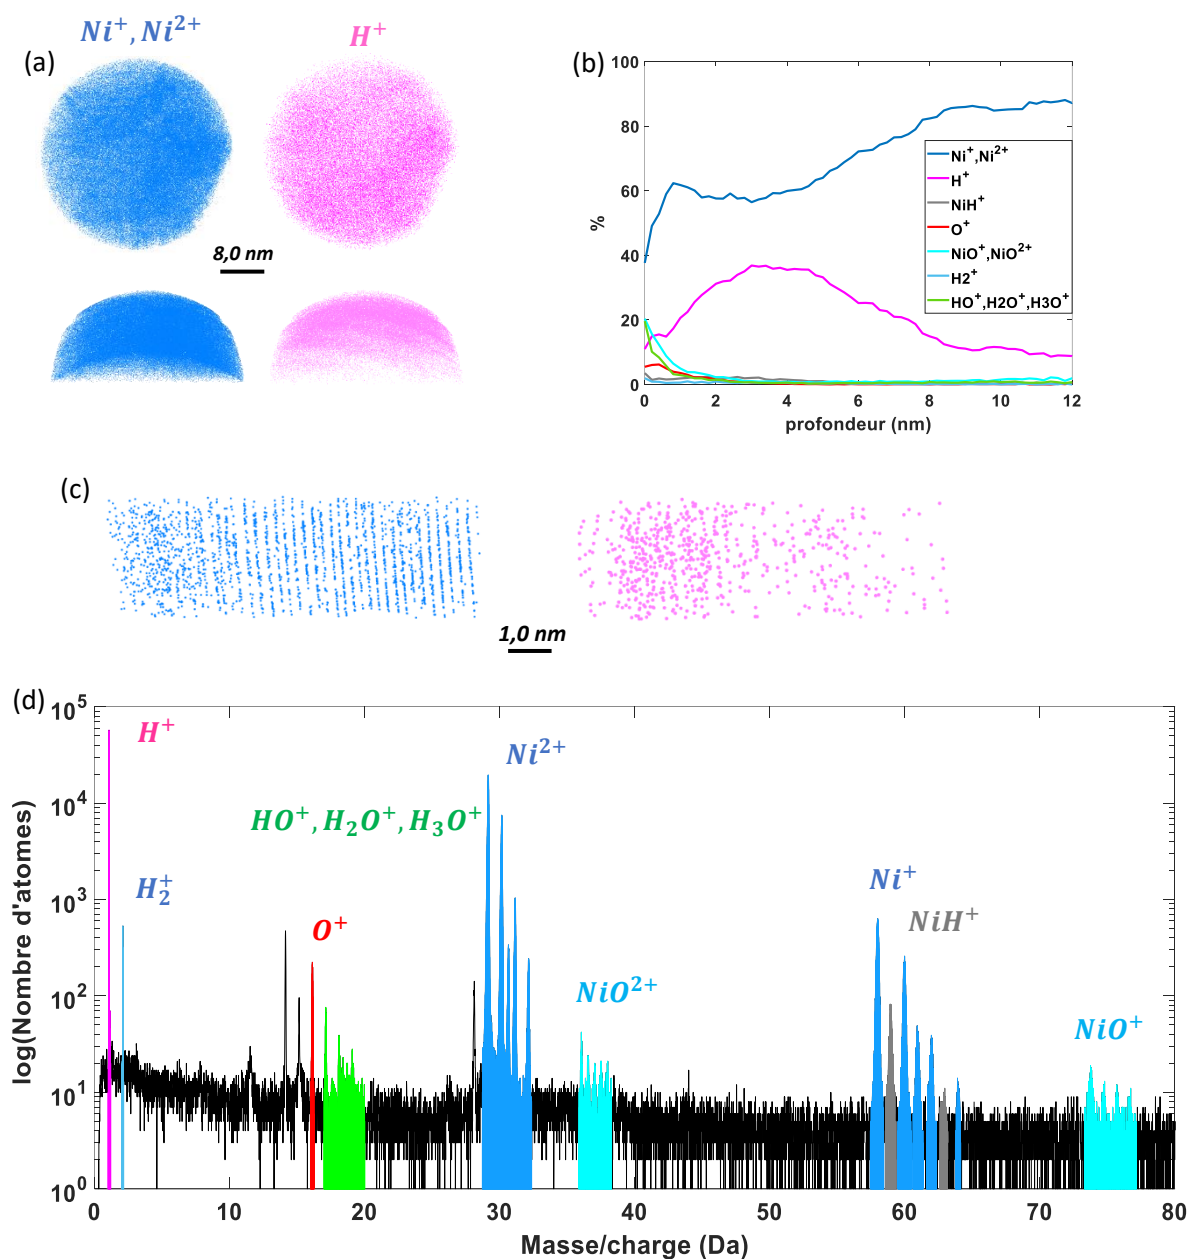 Ni⁺, Ni²⁺
H⁺
(a)
8,0 nm
(b)
100
80
60
40
20
0
%
Ni⁺,Ni²⁺
H⁺
NiH⁺
O⁺
NiO⁺,NiO²⁺
H2⁺
HO⁺,H2O⁺,H3O⁺
0
2
4
6
8
10
12
profondeur (nm)
(c)
1,0 nm
(d)
10⁵
10⁴
10³
10²
10¹
10⁰
log(Nombre d'atomes)
H⁺
H₂⁺
HO⁺, H₂O⁺, H₃O⁺
O⁺
Ni²⁺
NiO²⁺
Ni⁺
NiH⁺
NiO⁺
0
10
20
30
40
50
60
70
80
Masse/charge (Da)